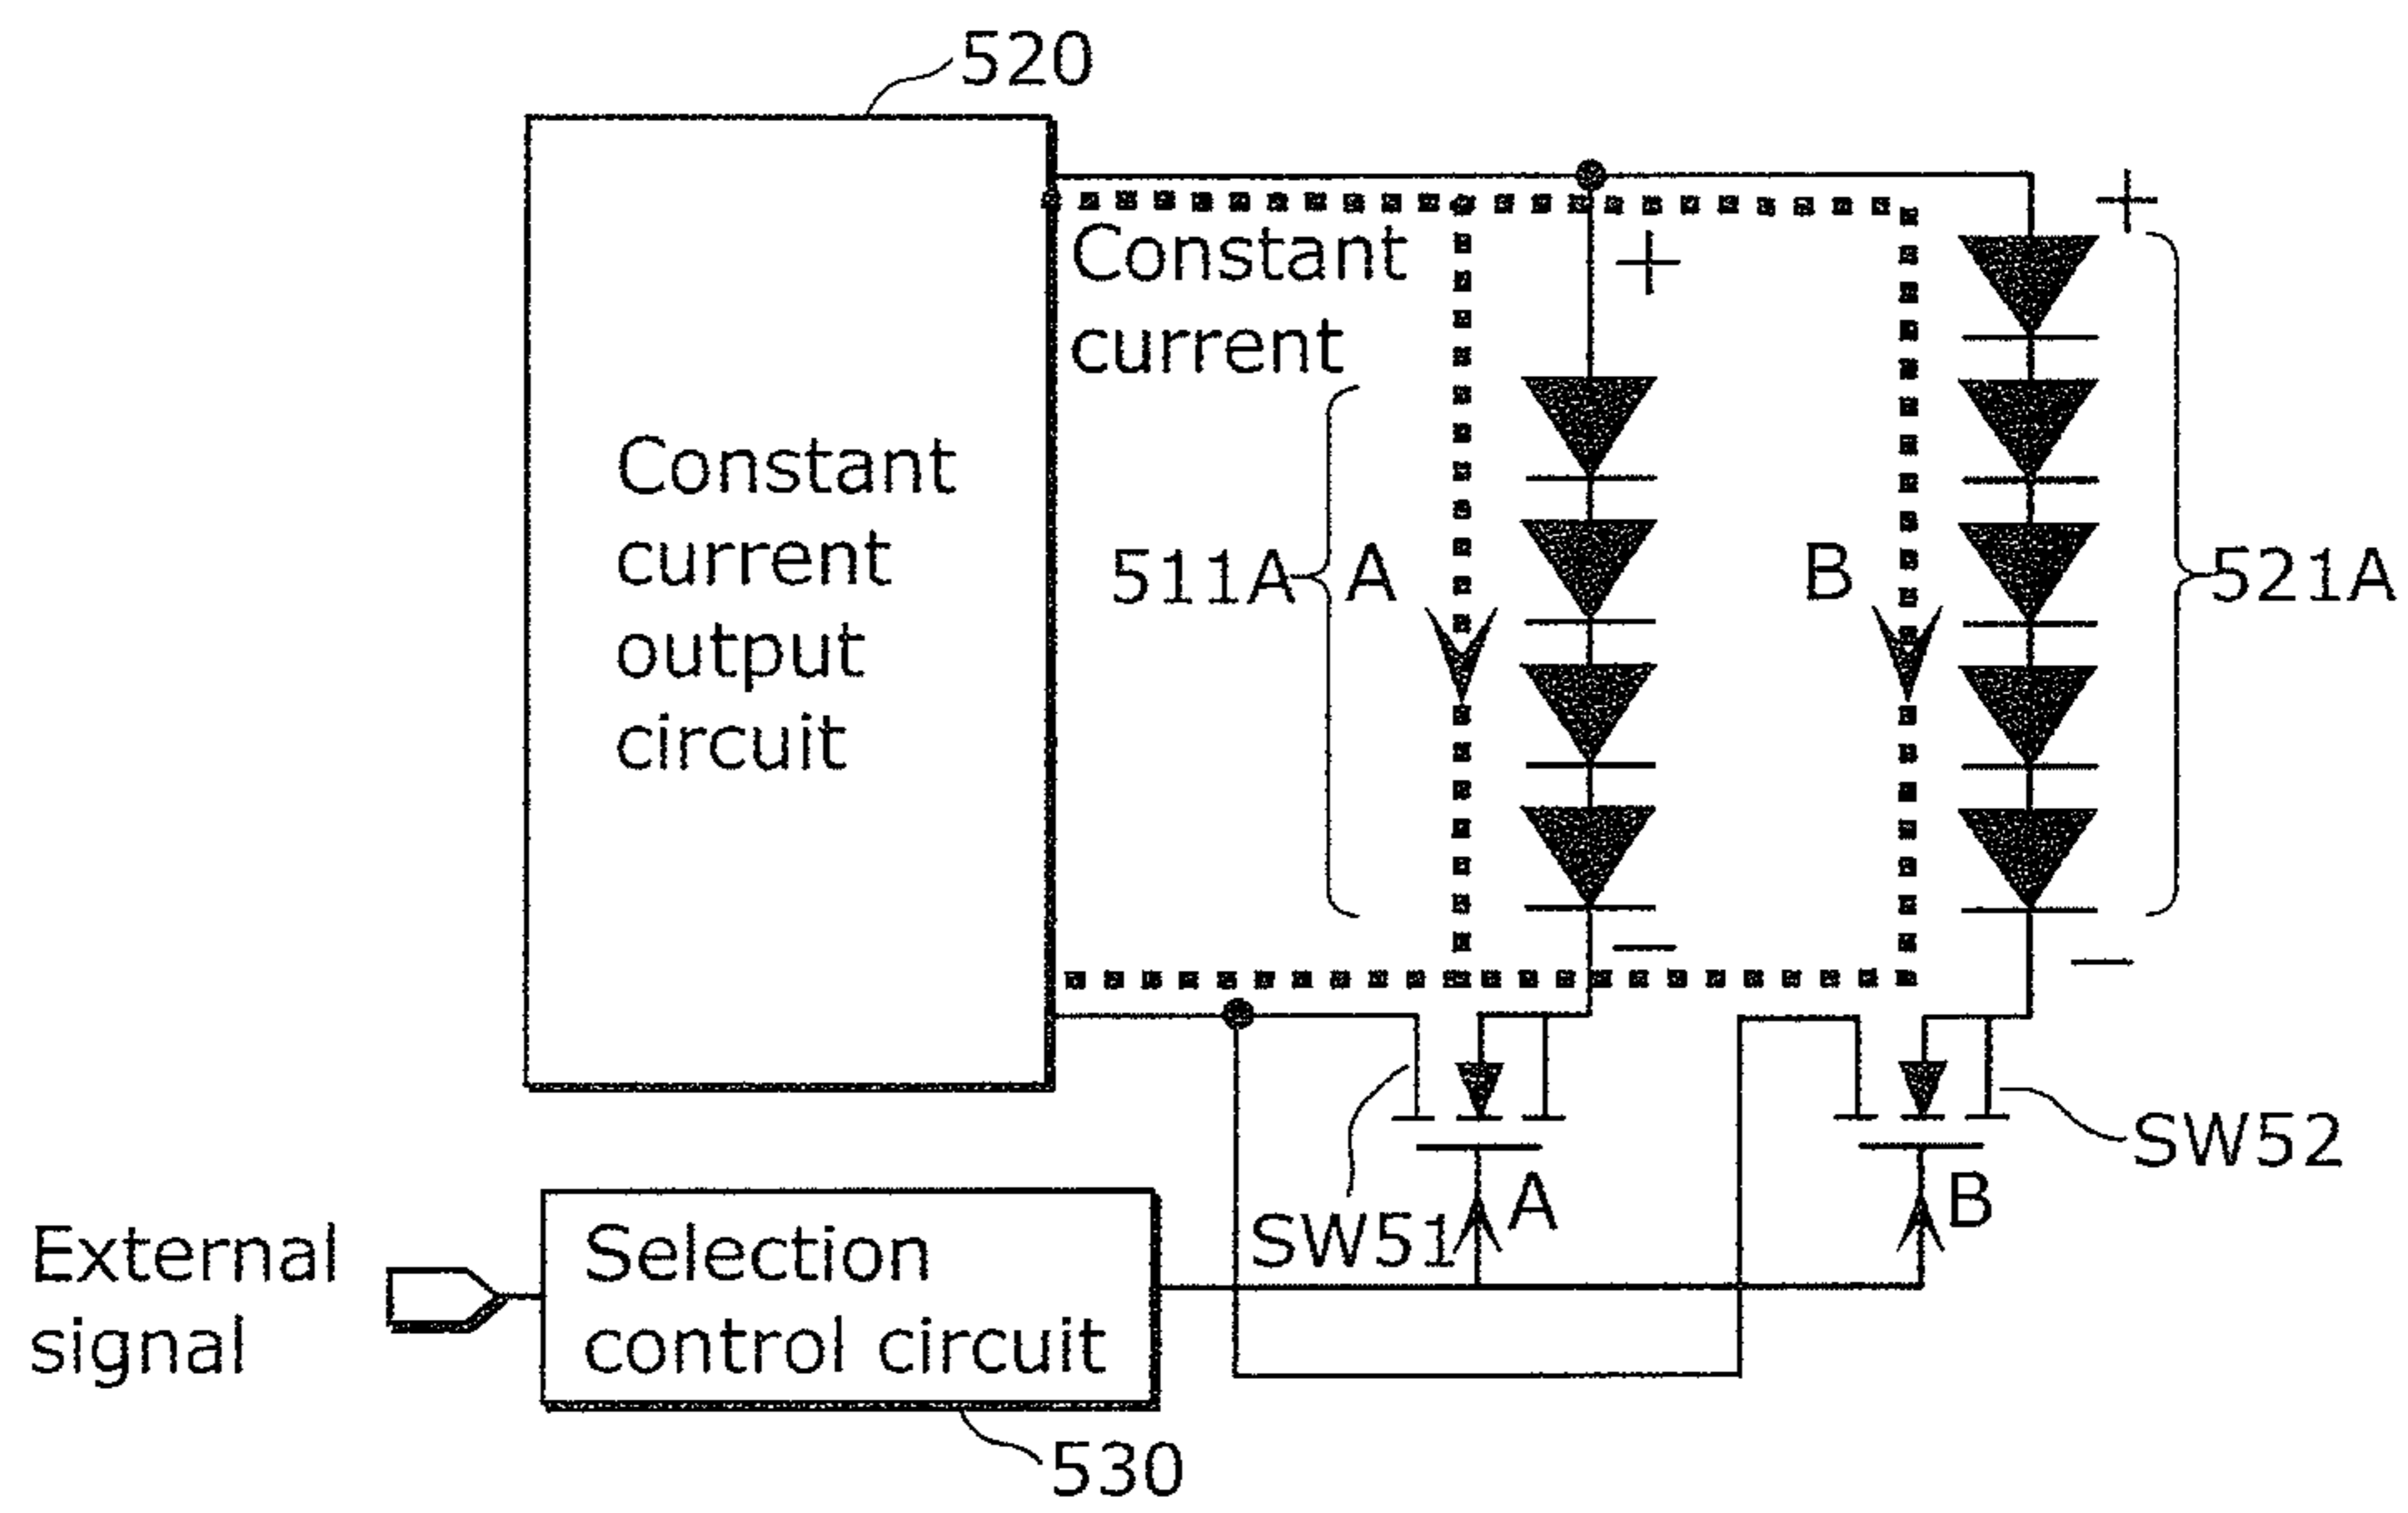 520
Constant
current
+
+
Constant
current
output
circuit
511A
A
B
521A
−
−
SW52
A
B
SW51
External
signal
Selection
control circuit
530